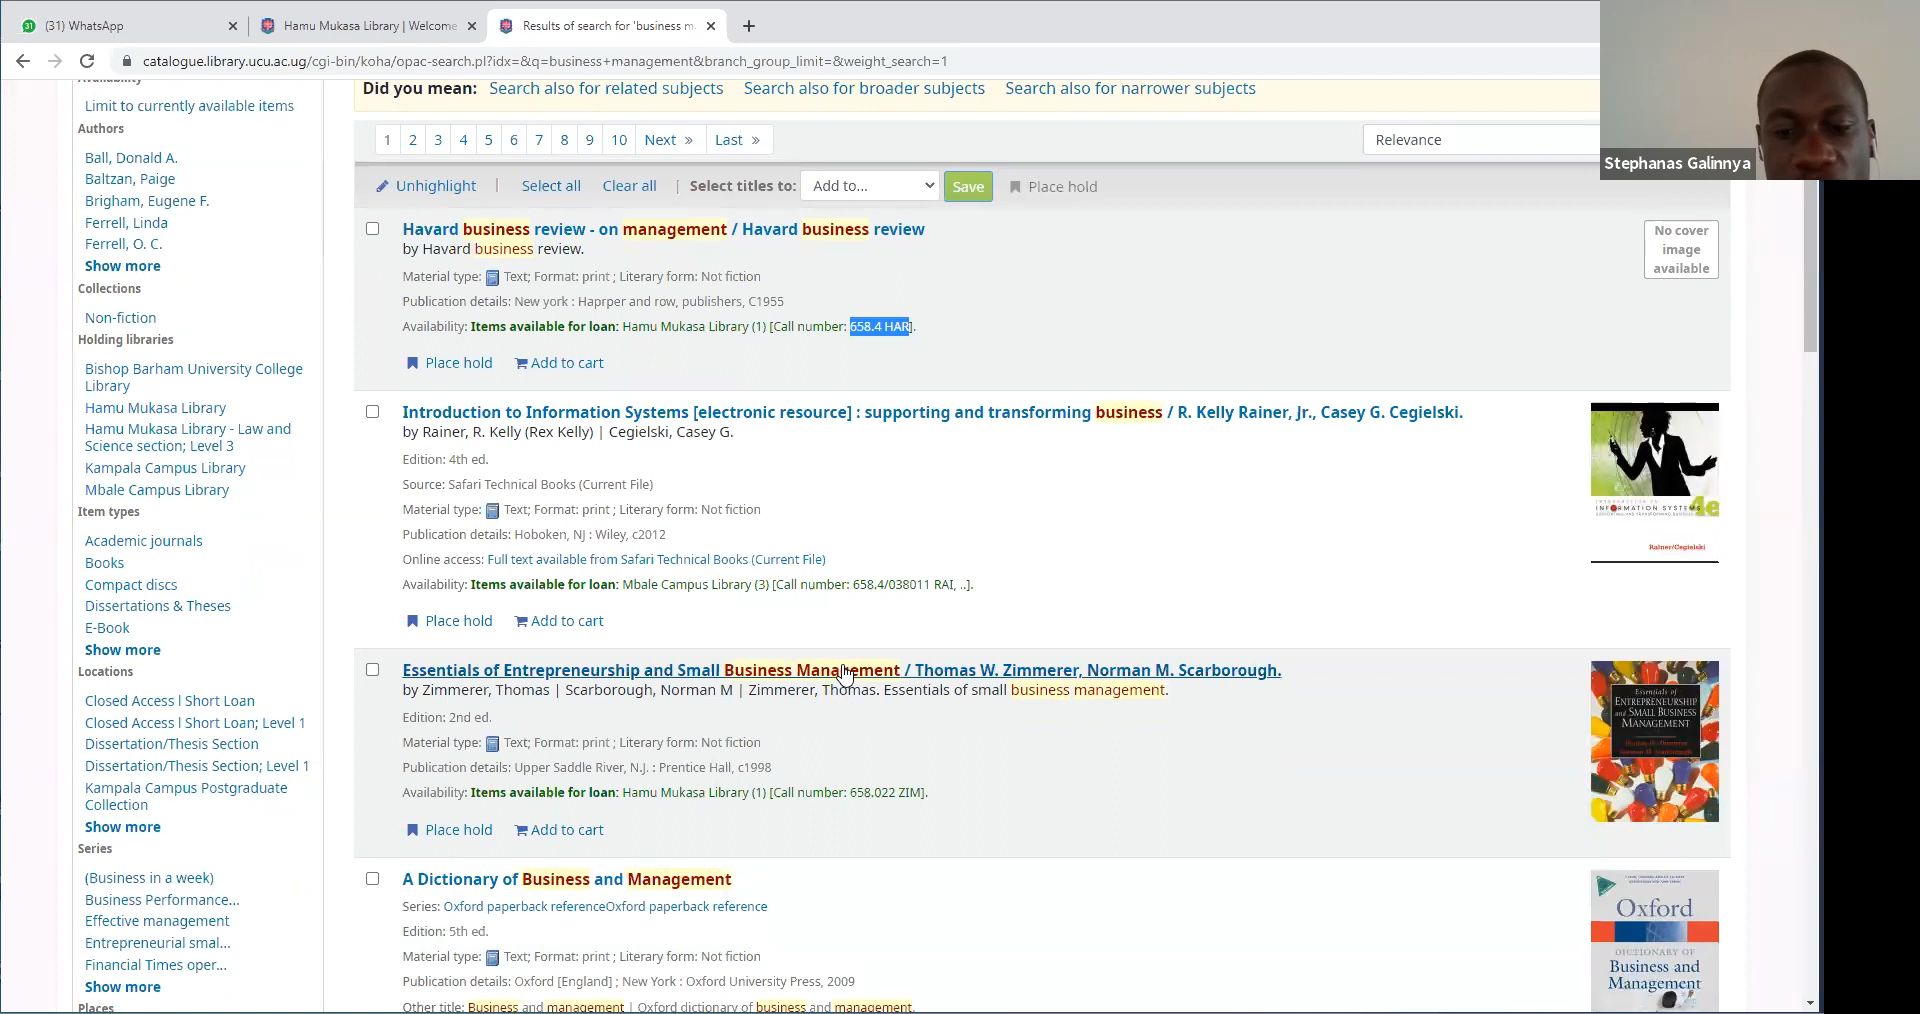 (31) WhatsApp
Hamu Mukasa Library | Welcome
Results of search for 'business m
catalogue.library.ucu.ac.ug/cgi-bin/koha/opac-search.pl?idx=&q=business+management&branch_group_limit=&weight_search=1
Stephanas Galinnya
Availability
Limit to currently available items
Authors
Ball, Donald A.
Baltzan, Paige
Brigham, Eugene F.
Ferrell, Linda
Ferrell, O. C.
Show more
Collections
Non-fiction
Holding libraries
Bishop Barham University College
Library
Hamu Mukasa Library
Hamu Mukasa Library - Law and
Science section; Level 3
Kampala Campus Library
Mbale Campus Library
Item types
Academic journals
Books
Compact discs
Dissertations & Theses
E-Book
Show more
Locations
Closed Access l Short Loan
Closed Access l Short Loan; Level 1
Dissertation/Thesis Section
Dissertation/Thesis Section; Level 1
Kampala Campus Postgraduate
Collection
Show more
Series
(Business in a week)
Business Performance...
Effective management
Entrepreneurial smal...
Financial Times oper...
Show more
Places
Did you mean: Search also for related subjects Search also for broader subjects Search also for narrower subjects
1 2 3 4 5 6 7 8 9 10 Next » Last »
Relevance
Unhighlight | Select all Clear all | Select titles to: Add to... Save Place hold
Havard business review - on management / Havard business review
by Havard business review.
Material type: Text; Format: print ; Literary form: Not fiction
Publication details: New york : Haprper and row, publishers, C1955
Availability: Items available for loan: Hamu Mukasa Library (1) [Call number: 658.4 HAR].
Place hold Add to cart
No cover
image
available
Introduction to Information Systems [electronic resource] : supporting and transforming business / R. Kelly Rainer, Jr., Casey G. Cegielski.
by Rainer, R. Kelly (Rex Kelly) | Cegielski, Casey G.
Edition: 4th ed.
Source: Safari Technical Books (Current File)
Material type: Text; Format: print ; Literary form: Not fiction
Publication details: Hoboken, NJ : Wiley, c2012
Online access: Full text available from Safari Technical Books (Current File)
Availability: Items available for loan: Mbale Campus Library (3) [Call number: 658.4/038011 RAI, ..].
Place hold Add to cart
INFORMATION SYSTEMS
4e
Rainer/Cegielski
Essentials of Entrepreneurship and Small Business Management / Thomas W. Zimmerer, Norman M. Scarborough.
by Zimmerer, Thomas | Scarborough, Norman M | Zimmerer, Thomas. Essentials of small business management.
Edition: 2nd ed.
Material type: Text; Format: print ; Literary form: Not fiction
Publication details: Upper Saddle River, N.J. : Prentice Hall, c1998
Availability: Items available for loan: Hamu Mukasa Library (1) [Call number: 658.022 ZIM].
Place hold Add to cart
Essentials of
ENTREPRENEURSHIP
and SMALL BUSINESS
MANAGEMENT
A Dictionary of Business and Management
Series: Oxford paperback referenceOxford paperback reference
Edition: 5th ed.
Material type: Text; Format: print ; Literary form: Not fiction
Publication details: Oxford [England] ; New York : Oxford University Press, 2009
Other title: Business and management | Oxford dictionary of business and management.
Oxford
DICTIONARY OF
Business and
Management